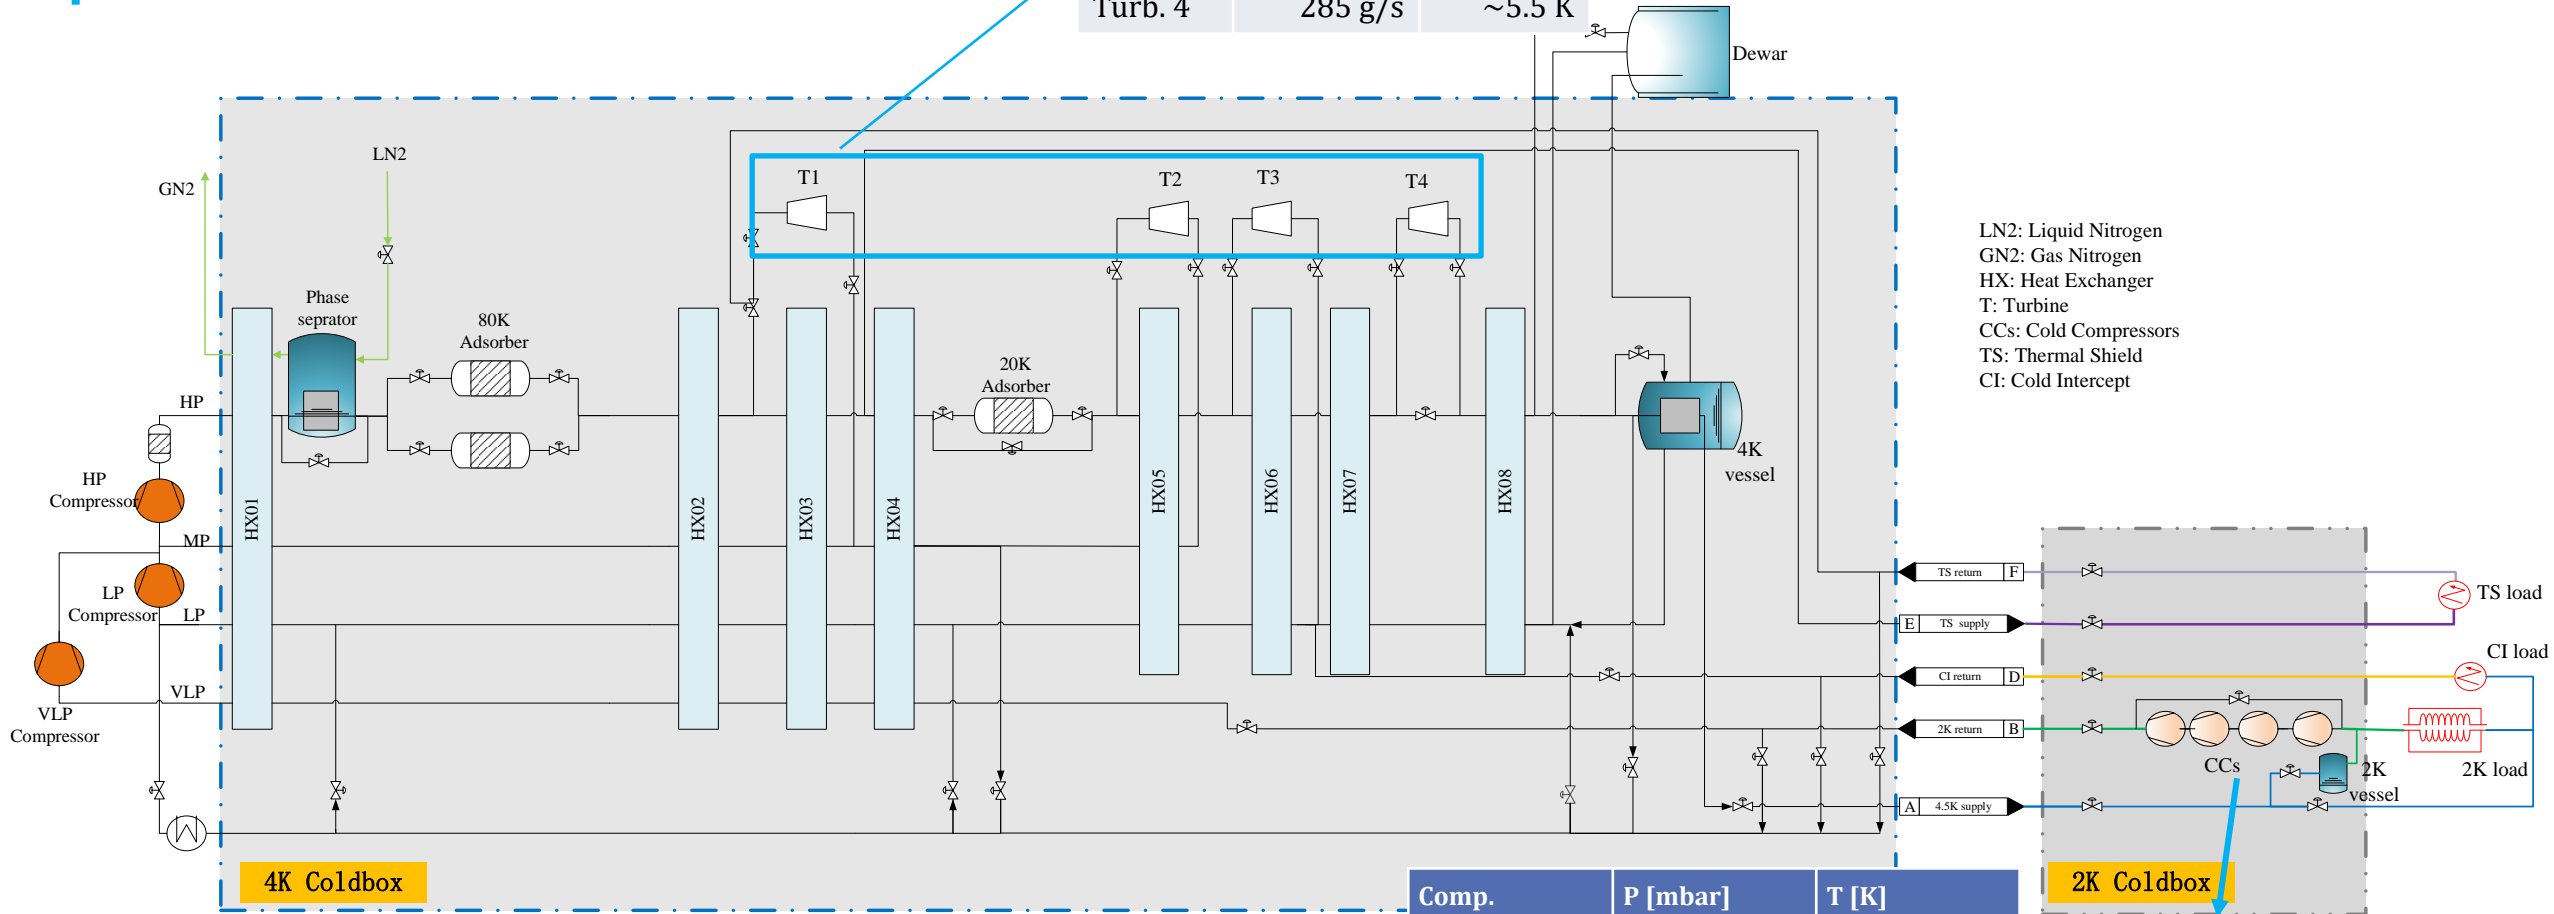 Turb. 4 285 g/s ~5.5 K
Dewar
LN2
GN2
T1
T2
T3
T4
LN2: Liquid Nitrogen
GN2: Gas Nitrogen
HX: Heat Exchanger
T: Turbine
CCs: Cold Compressors
TS: Thermal Shield
CI: Cold Intercept
Phase
seprator
80K
Adsorber
20K
Adsorber
HP
HP
Compressor
MP
LP
Compressor
LP
VLP
VLP
Compressor
HX01
HX02
HX03
HX04
HX05
HX06
HX07
HX08
4K
vessel
TS return F
E TS supply
CI return D
2K return B
A 4.5K supply
TS load
CI load
2K load
CCs
2K
vessel
4K Coldbox
2K Coldbox
Comp. P [mbar] T [K]